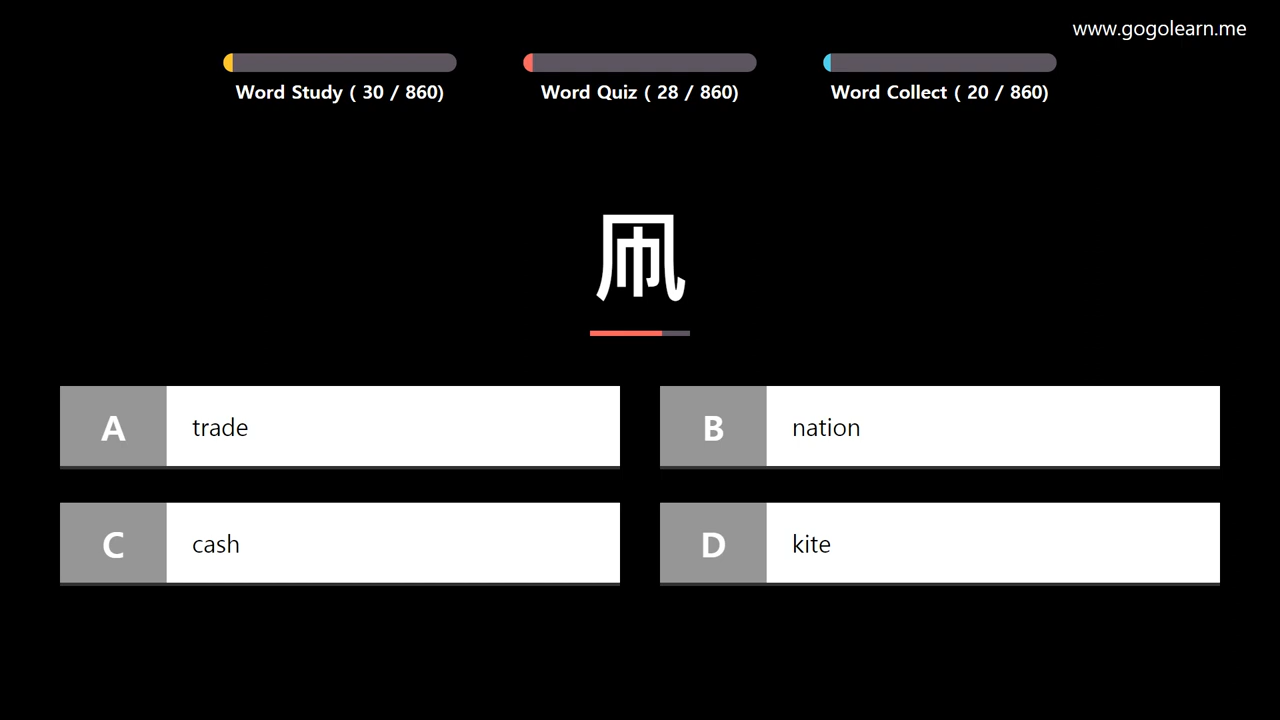 www.gogolearn.me
Word Study ( 30 / 860)
Word Quiz ( 28 / 860)
Word Collect ( 20 / 860)
凧
A
trade
B
nation
C
cash
D
kite